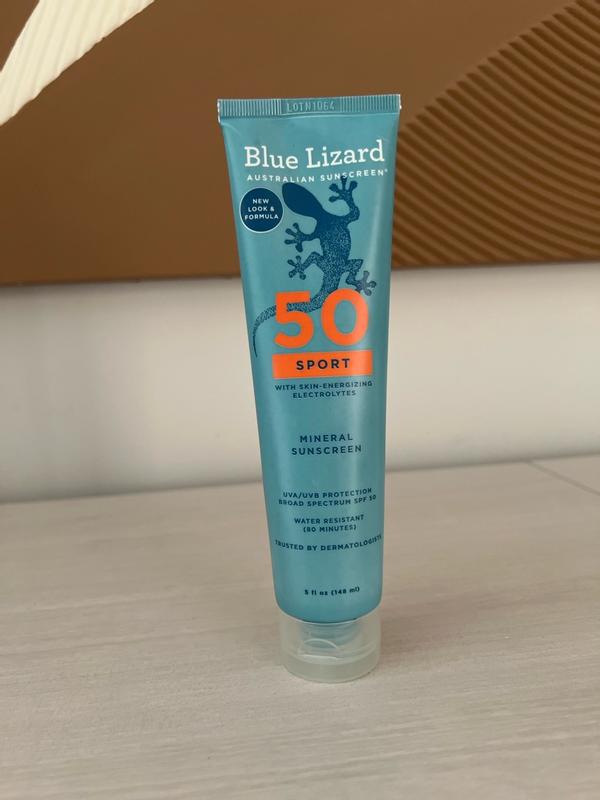 LOTN1064
Blue Lizard
AUSTRALIAN SUNSCREEN®
NEW
LOOK &
FORMULA
50
SPORT
WITH SKIN-ENERGIZING
ELECTROLYTES
MINERAL
SUNSCREEN
UVA/UVB PROTECTION
BROAD SPECTRUM SPF 50
WATER RESISTANT
(80 MINUTES)
TRUSTED BY DERMATOLOGISTS
5 fl oz (148 ml)